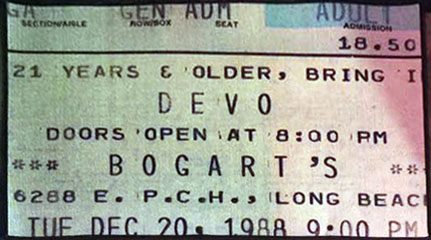 GA GEN ADM ADULT
SECTION/AISLE ROW/BOX SEAT ADMISSION
18.50
21 YEARS & OLDER, BRING I
DEVO
DOORS OPEN AT 8:00 PM
*** BOGART'S **
6288 E. P.C.H., LONG BEAC
TUE DEC 20, 1988 9:00 PM